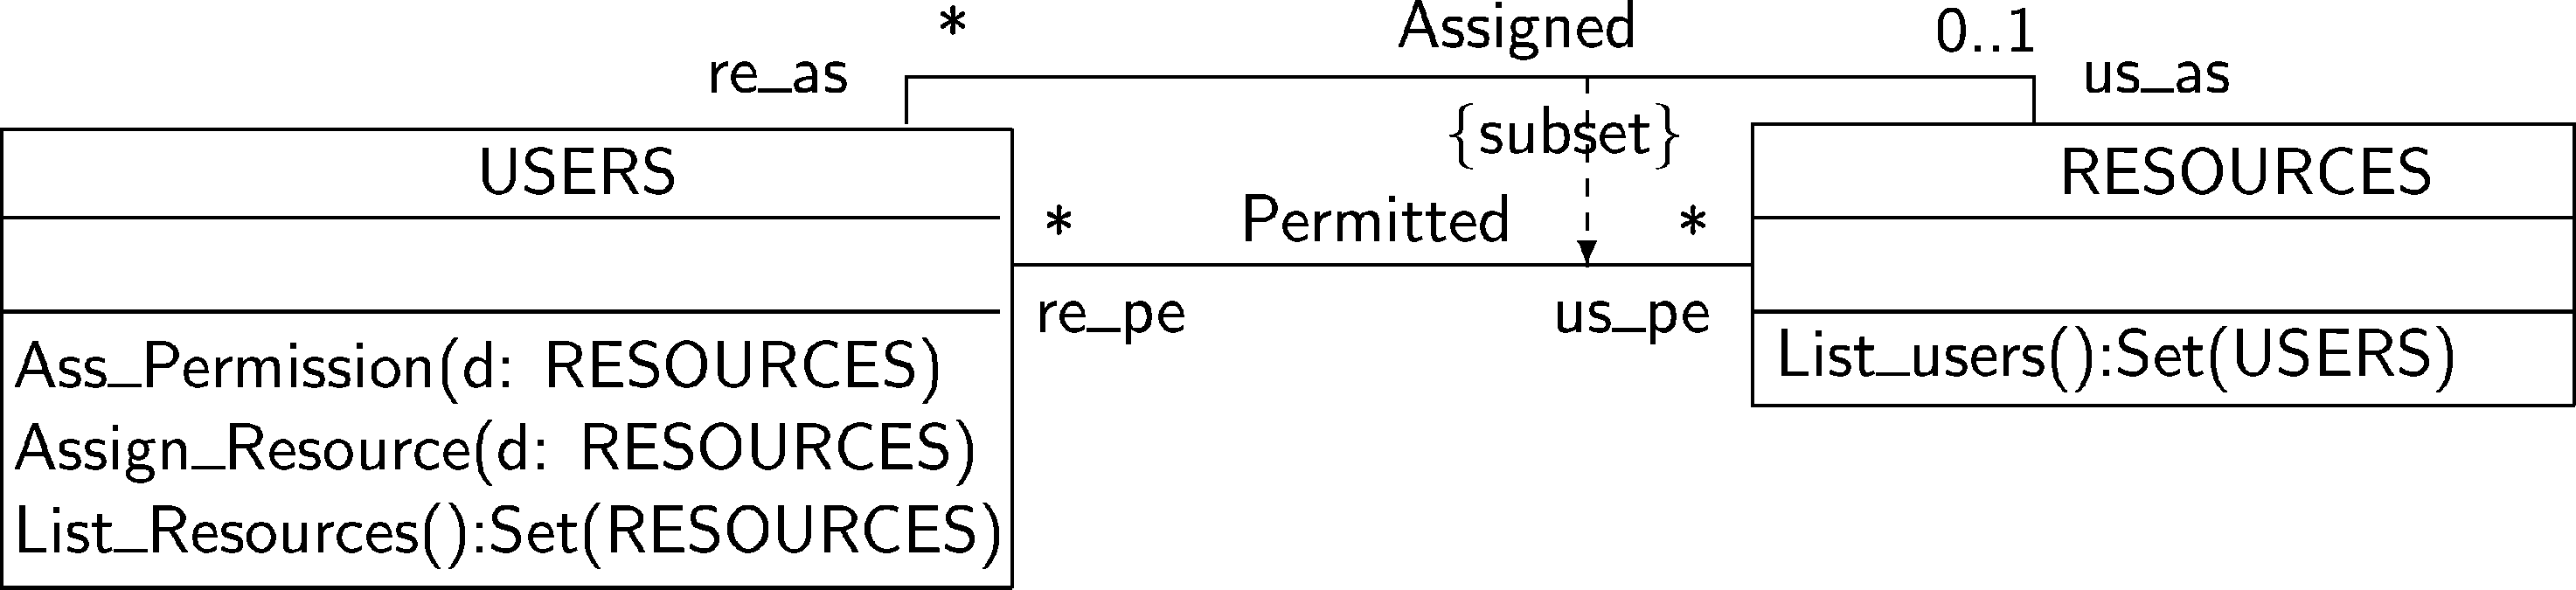 * Assigned 0..1
re_as us_as
{subset}
USERS RESOURCES
* Permitted *
re_pe us_pe
Ass_Permission(d: RESOURCES)
Assign_Resource(d: RESOURCES)
List_Resources():Set(RESOURCES)
List_users():Set(USERS)